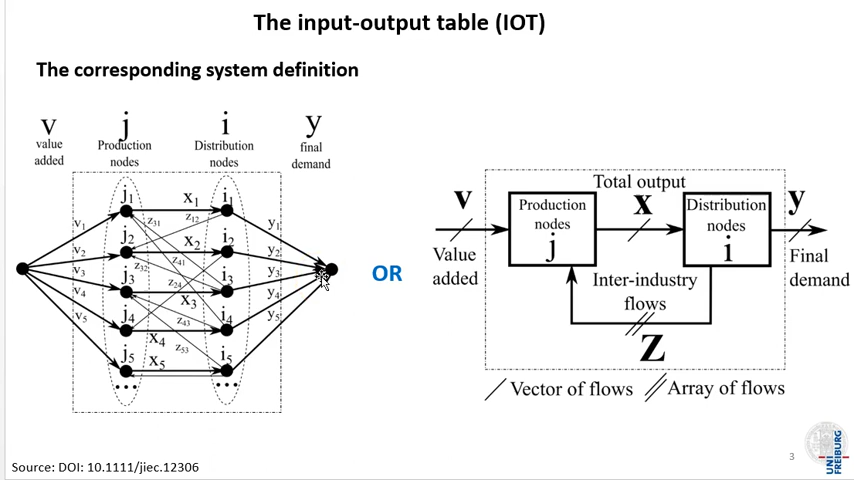 The input-output table (IOT)
The corresponding system definition
v
value
added
j
Production
nodes
i
Distribution
nodes
y
final
demand
j1 x1 i1
v1 z31 z12 y1
j2 x2 i2
v2 z32 z41 y2
j3 z24 i3
v3 x3 y3
v4 z43 y4
j4 i4
v5 x4 z53 y5
j5 x5 i5
...
...
OR
v
Value
added
Production
nodes
j
Total output
x
Distribution
nodes
i
y
Final
demand
Inter-industry
flows
Z
Vector of flows
Array of flows
Source: DOI: 10.1111/jiec.12306
3
UNI
FREIBURG